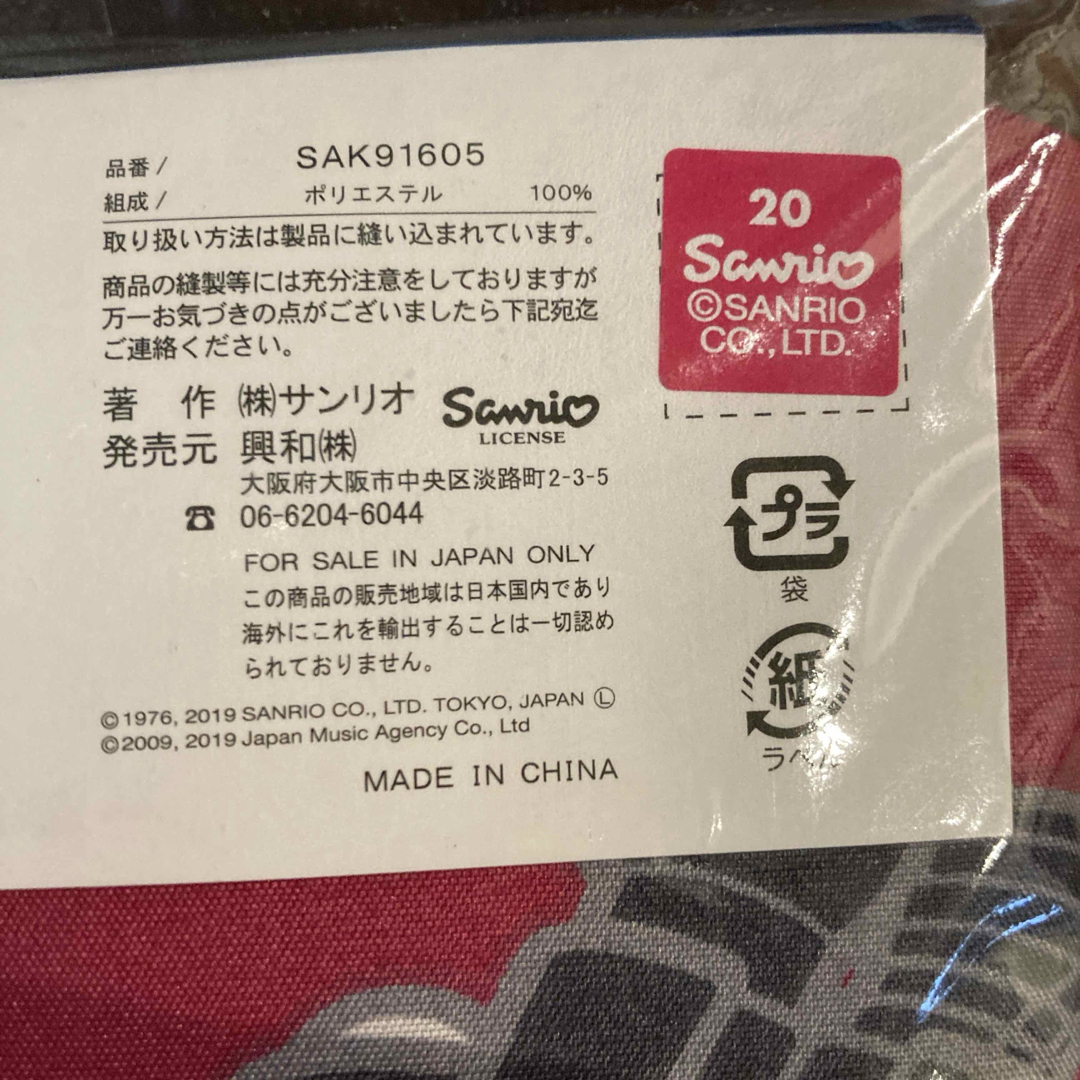 品番/ SAK91605
組成/ ポリエステル 100%
取り扱い方法は製品に縫い込まれています。
商品の縫製等には充分注意をしておりますが
万一お気づきの点がございましたら下記宛迄
ご連絡ください。
著 作 ㈱サンリオ Sanrio
LICENSE
発売元 興和㈱
大阪府大阪市中央区淡路町2-3-5
☎ 06-6204-6044
FOR SALE IN JAPAN ONLY
この商品の販売地域は日本国内であり
海外にこれを輸出することは一切認め
られておりません。
©1976, 2019 SANRIO CO., LTD. TOKYO, JAPAN Ⓛ
©2009, 2019 Japan Music Agency Co., Ltd
MADE IN CHINA
20
Sanrio
©SANRIO
CO., LTD.
プラ
袋
紙
ラベル